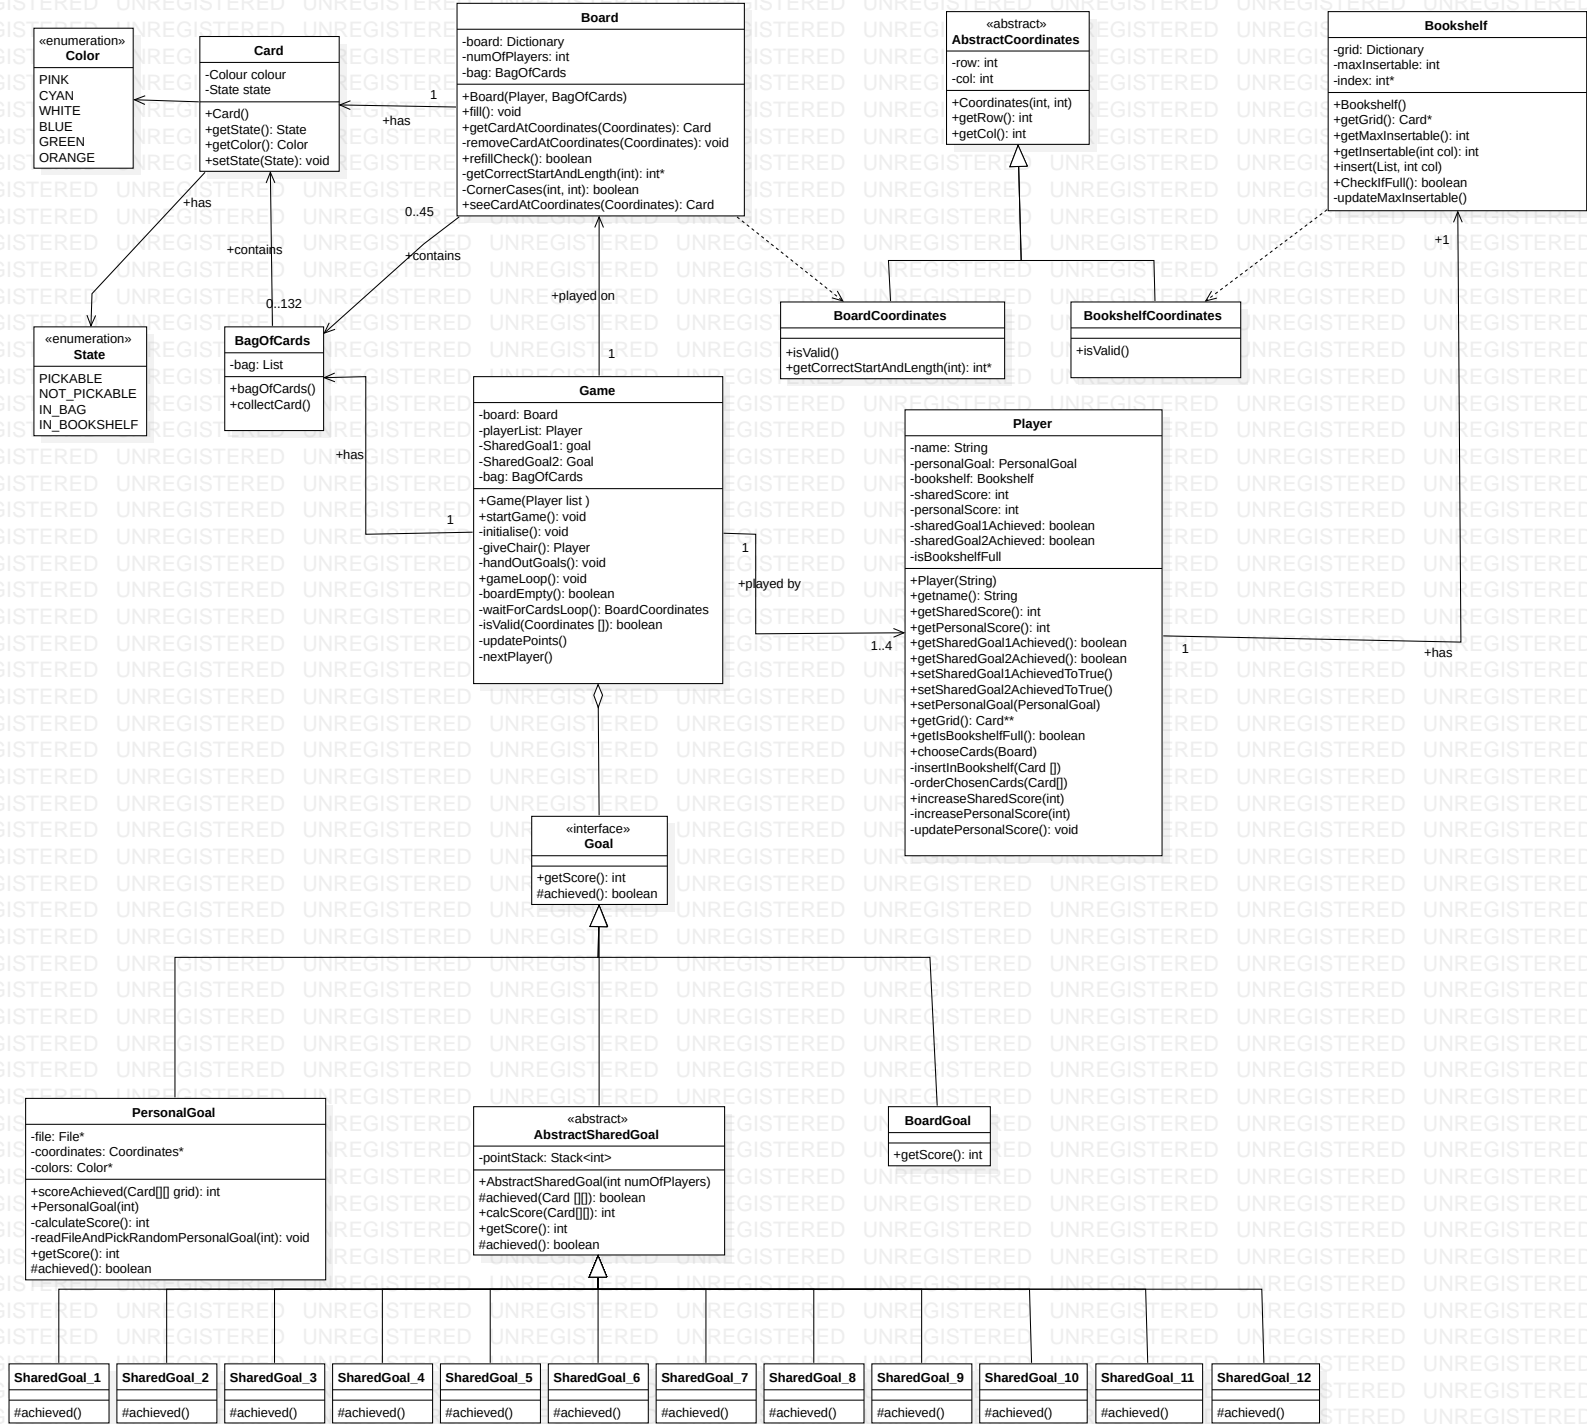 «enumeration»
Color
PINK
CYAN
WHITE
BLUE
GREEN
ORANGE
Card
-Colour colour
-State state
+Card()
+getState(): State
+getColor(): Color
+setState(State): void
Board
-board: Dictionary
-numOfPlayers: int
-bag: BagOfCards
+Board(Player, BagOfCards)
+fill(): void
+getCardAtCoordinates(Coordinates): Card
-removeCardAtCoordinates(Coordinates): void
+refillCheck(): boolean
-getCorrectStartAndLength(int): int*
-CornerCases(int, int): boolean
+seeCardAtCoordinates(Coordinates): Card
«abstract»
AbstractCoordinates
-row: int
-col: int
+Coordinates(int, int)
+getRow(): int
+getCol(): int
Bookshelf
-grid: Dictionary
-maxInsertable: int
-index: int*
+Bookshelf()
+getGrid(): Card*
+getMaxInsertable(): int
+getInsertable(int col): int
+insert(List, int col)
+CheckIfFull(): boolean
-updateMaxInsertable()
1
+has
+has
0..45
+contains
+contains
0..132
+played on
1
+1
«enumeration»
State
PICKABLE
NOT_PICKABLE
IN_BAG
IN_BOOKSHELF
BagOfCards
-bag: List
+bagOfCards()
+collectCard()
BoardCoordinates
+isValid()
+getCorrectStartAndLength(int): int*
BookshelfCoordinates
+isValid()
Game
-board: Board
-playerList: Player
-SharedGoal1: goal
-SharedGoal2: Goal
-bag: BagOfCards
+Game(Player list )
+startGame(): void
-initialise(): void
-giveChair(): Player
-handOutGoals(): void
+gameLoop(): void
-boardEmpty(): boolean
-waitForCardsLoop(): BoardCoordinates
-isValid(Coordinates []): boolean
-updatePoints()
-nextPlayer()
+has
1
1
+played by
1..4
Player
-name: String
-personalGoal: PersonalGoal
-bookshelf: Bookshelf
-sharedScore: int
-personalScore: int
-sharedGoal1Achieved: boolean
-sharedGoal2Achieved: boolean
-isBookshelfFull
+Player(String)
+getname(): String
+getSharedScore(): int
+getPersonalScore(): int
+getSharedGoal1Achieved(): boolean
+getSharedGoal2Achieved(): boolean
+setSharedGoal1AchievedToTrue()
+setSharedGoal2AchievedToTrue()
+setPersonalGoal(PersonalGoal)
+getGrid(): Card**
+getIsBookshelfFull(): boolean
+chooseCards(Board)
-insertInBookshelf(Card [])
-orderChosenCards(Card[])
+increaseSharedScore(int)
-increasePersonalScore(int)
-updatePersonalScore(): void
1
+has
«interface»
Goal
+getScore(): int
#achieved(): boolean
PersonalGoal
-file: File*
-coordinates: Coordinates*
-colors: Color*
+scoreAchieved(Card[][] grid): int
+PersonalGoal(int)
-calculateScore(): int
-readFileAndPickRandomPersonalGoal(int): void
+getScore(): int
#achieved(): boolean
«abstract»
AbstractSharedGoal
-pointStack: Stack<int>
+AbstractSharedGoal(int numOfPlayers)
#achieved(Card [][]): boolean
+calcScore(Card[][]): int
+getScore(): int
#achieved(): boolean
BoardGoal
+getScore(): int
SharedGoal_1
#achieved()
SharedGoal_2
#achieved()
SharedGoal_3
#achieved()
SharedGoal_4
#achieved()
SharedGoal_5
#achieved()
SharedGoal_6
#achieved()
SharedGoal_7
#achieved()
SharedGoal_8
#achieved()
SharedGoal_9
#achieved()
SharedGoal_10
#achieved()
SharedGoal_11
#achieved()
SharedGoal_12
#achieved()
UNREGISTERED